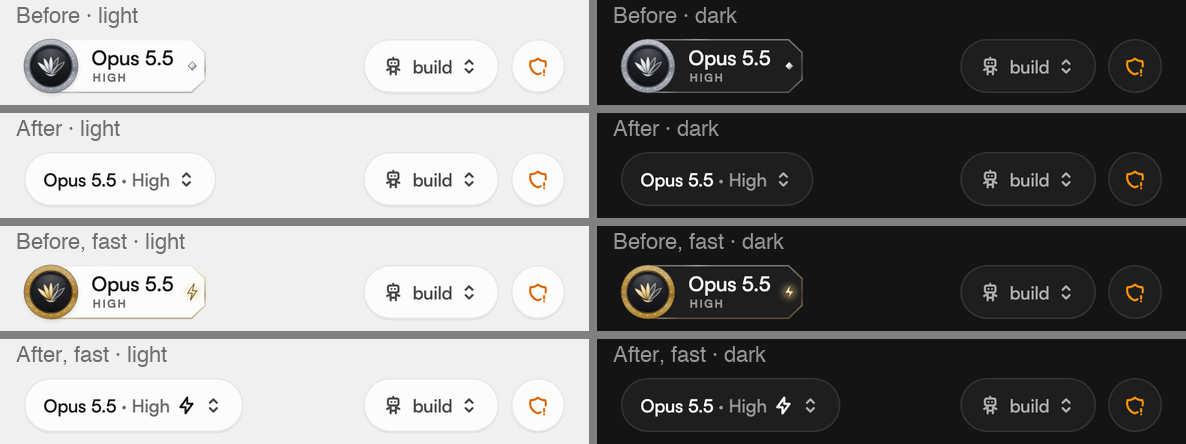 Before · light
Opus 5.5
HIGH
build
Before · dark
Opus 5.5
HIGH
build
After · light
Opus 5.5 • High
build
After · dark
Opus 5.5 • High
build
Before, fast · light
Opus 5.5
HIGH
build
Before, fast · dark
Opus 5.5
HIGH
build
After, fast · light
Opus 5.5 • High
build
After, fast · dark
Opus 5.5 • High
build